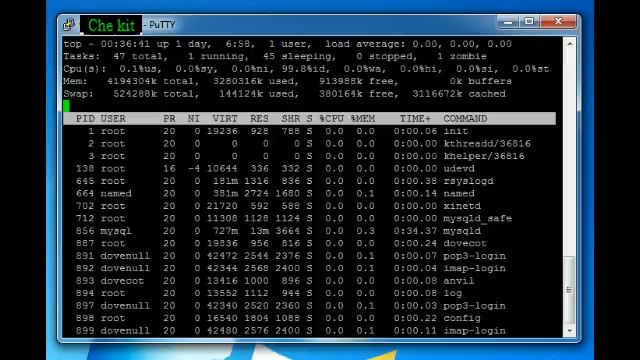 Che kit - PuTTY
top - 00:36:41 up 1 day, 6:58, 1 user, load average: 0.00, 0.00, 0.00
Tasks: 47 total, 1 running, 45 sleeping, 0 stopped, 1 zombie
Cpu(s): 0.1%us, 0.0%sy, 0.0%ni, 99.8%id, 0.0%wa, 0.0%hi, 0.0%si, 0.0%st
Mem: 4194304k total, 3280316k used, 913988k free, 0k buffers
Swap: 524288k total, 144124k used, 380164k free, 3116672k cached
PID USER PR NI VIRT RES SHR S %CPU %MEM TIME+ COMMAND
1 root 20 0 19236 928 788 S 0.0 0.0 0:00.06 init
2 root 20 0 0 0 0 S 0.0 0.0 0:00.00 kthreadd/36816
3 root 20 0 0 0 0 S 0.0 0.0 0:00.00 khelper/36816
138 root 16 -4 10644 336 332 S 0.0 0.0 0:00.00 udevd
645 root 20 0 181m 1316 836 S 0.0 0.0 0:00.38 rsyslogd
664 named 20 0 381m 2724 1680 S 0.0 0.1 0:00.14 named
702 root 20 0 21720 592 588 S 0.0 0.0 0:00.00 xinetd
712 root 20 0 11308 1128 1124 S 0.0 0.0 0:00.00 mysqld_safe
856 mysql 20 0 727m 13m 3664 S 0.0 0.3 0:34.37 mysqld
887 root 20 0 19836 956 816 S 0.0 0.0 0:00.24 dovecot
891 dovenull 20 0 42472 2544 2376 S 0.0 0.1 0:00.07 pop3-login
892 dovenull 20 0 42344 2568 2400 S 0.0 0.1 0:00.08 imap-login
893 dovecot 20 0 13416 1000 896 S 0.0 0.0 0:00.08 anvil
894 root 20 0 13552 1112 944 S 0.0 0.0 0:00.08 log
897 dovenull 20 0 42340 2520 2360 S 0.0 0.1 0:00.03 pop3-login
898 root 20 0 16540 1804 1088 S 0.0 0.0 0:00.22 config
899 dovenull 20 0 42480 2576 2400 S 0.0 0.1 0:00.11 imap-login